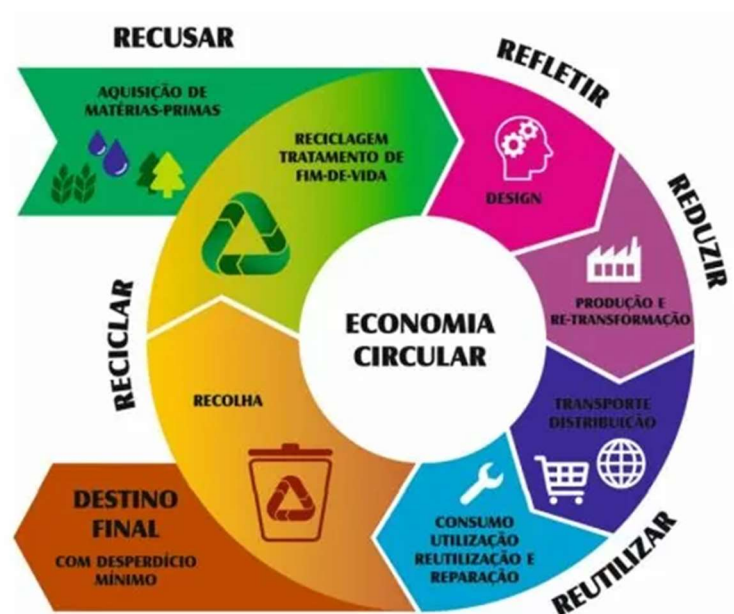 RECUSAR
AQUISIÇÃO DE
MATÉRIAS-PRIMAS
RECICLAGEM
TRATAMENTO DE
FIM-DE-VIDA
REFLETIR
DESIGN
REDUZIR
PRODUÇÃO E
RE-TRANSFORMAÇÃO
ECONOMIA
CIRCULAR
TRANSPORTE
DISTRIBUIÇÃO
REUTILIZAR
CONSUMO
UTILIZAÇÃO
REUTILIZAÇÃO E
REPARAÇÃO
RECICLAR
RECOLHA
DESTINO
FINAL
COM DESPERDÍCIO
MÍNIMO